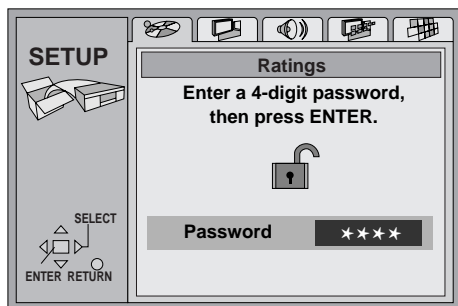 SETUP
Ratings
Enter a 4-digit password,
then press ENTER.
Password ★★★★
SELECT
ENTER RETURN